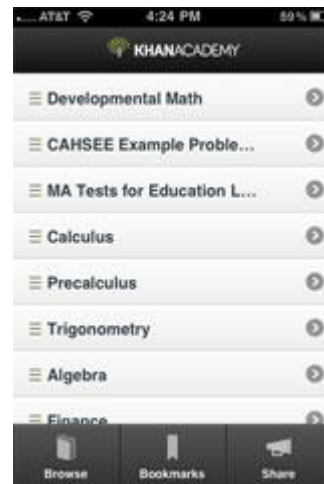 AT&T 4:24 PM 59%
KHANACADEMY
Developmental Math
CAHSEE Example Proble...
MA Tests for Education L...
Calculus
Precalculus
Trigonometry
Algebra
Finance
Browse Bookmarks Share